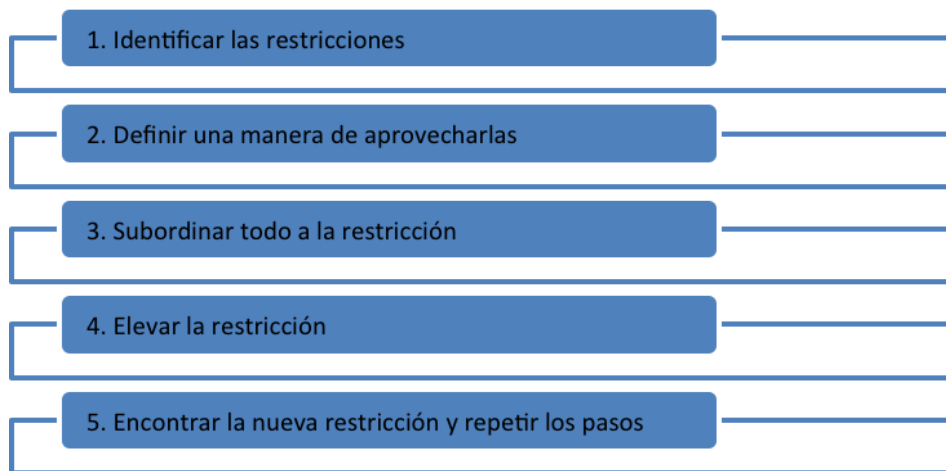 1. Identificar las restricciones
2. Definir una manera de aprovecharlas
3. Subordinar todo a la restricción
4. Elevar la restricción
5. Encontrar la nueva restricción y repetir los pasos